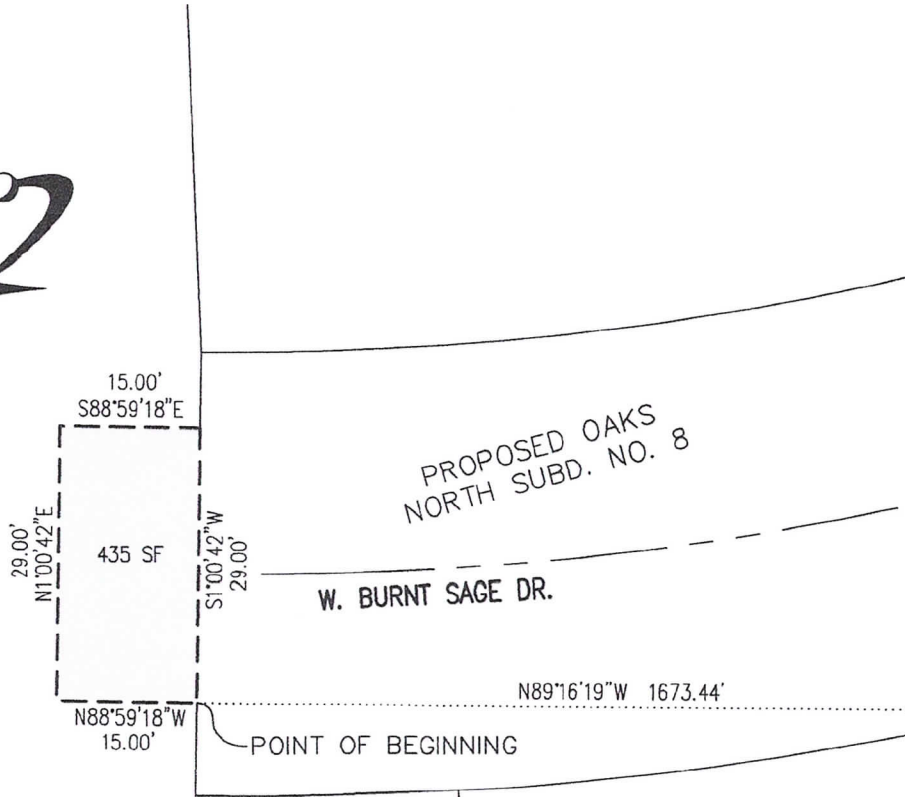 15.00'
S88°59'18"E
PROPOSED OAKS
NORTH SUBD. NO. 8
29.00'
N1°00'42"E
435 SF
S1°00'42"W
29.00'
W. BURNT SAGE DR.
N89°16'19"W 1673.44'
N88°59'18"W
15.00'
POINT OF BEGINNING